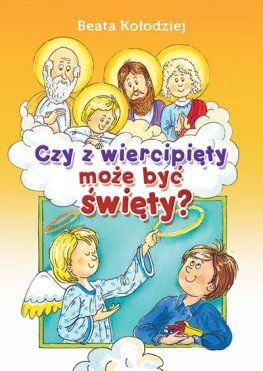 Beata Kołodziej
Czy z wiercipięty
może być
święty?